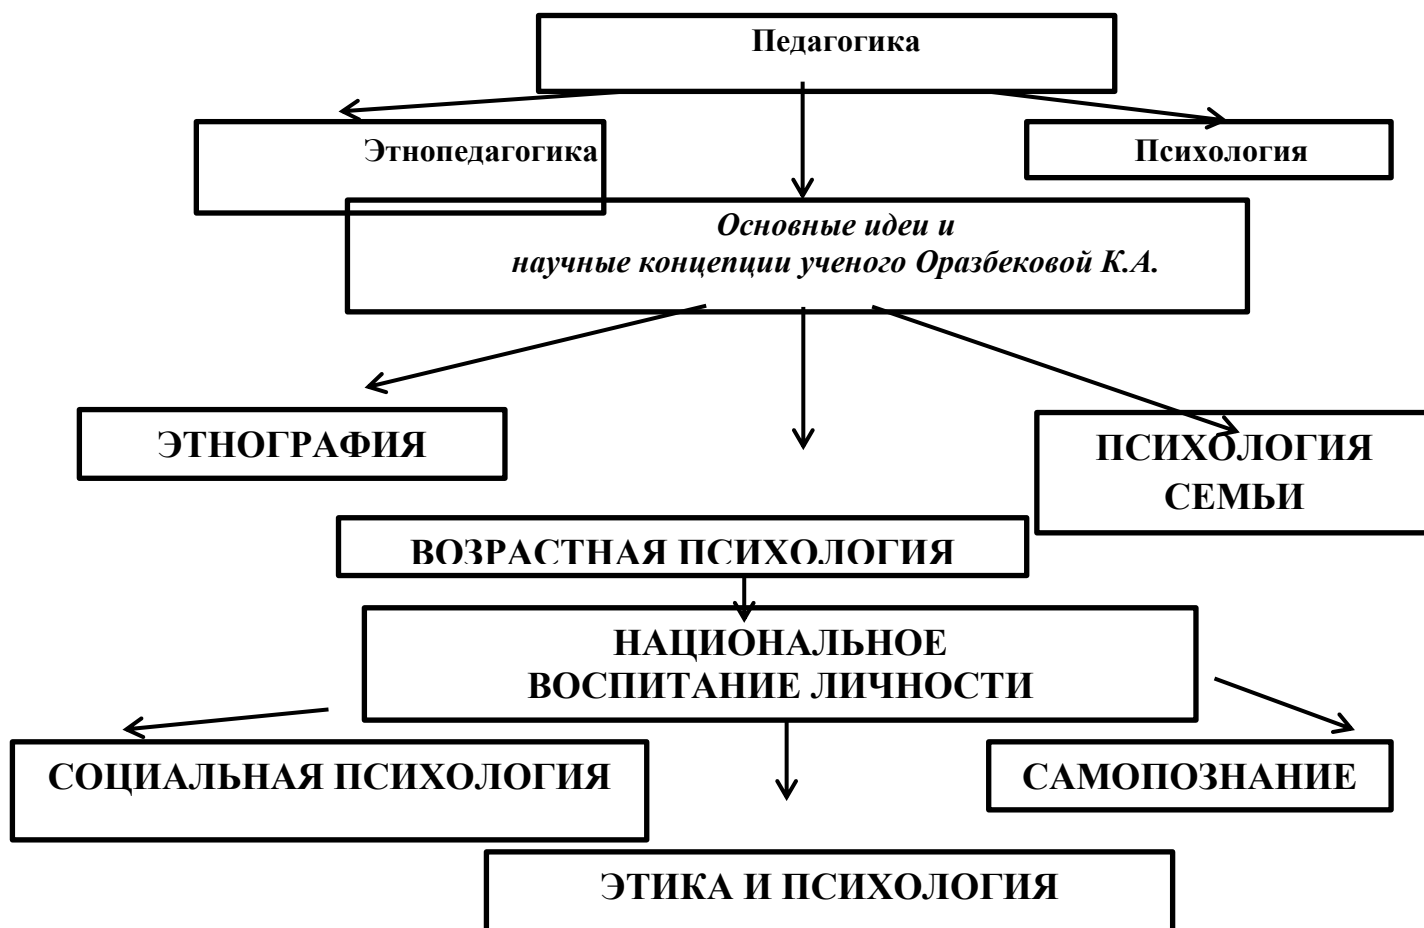 Педагогика
Этнопедагогика
Психология
Основные идеи и
научные концепции ученого Оразбековой К.А.
ЭТНОГРАФИЯ
ПСИХОЛОГИЯ
СЕМЬИ
ВОЗРАСТНАЯ ПСИХОЛОГИЯ
НАЦИОНАЛЬНОЕ
ВОСПИТАНИЕ ЛИЧНОСТИ
СОЦИАЛЬНАЯ ПСИХОЛОГИЯ
САМОПОЗНАНИЕ
ЭТИКА И ПСИХОЛОГИЯ